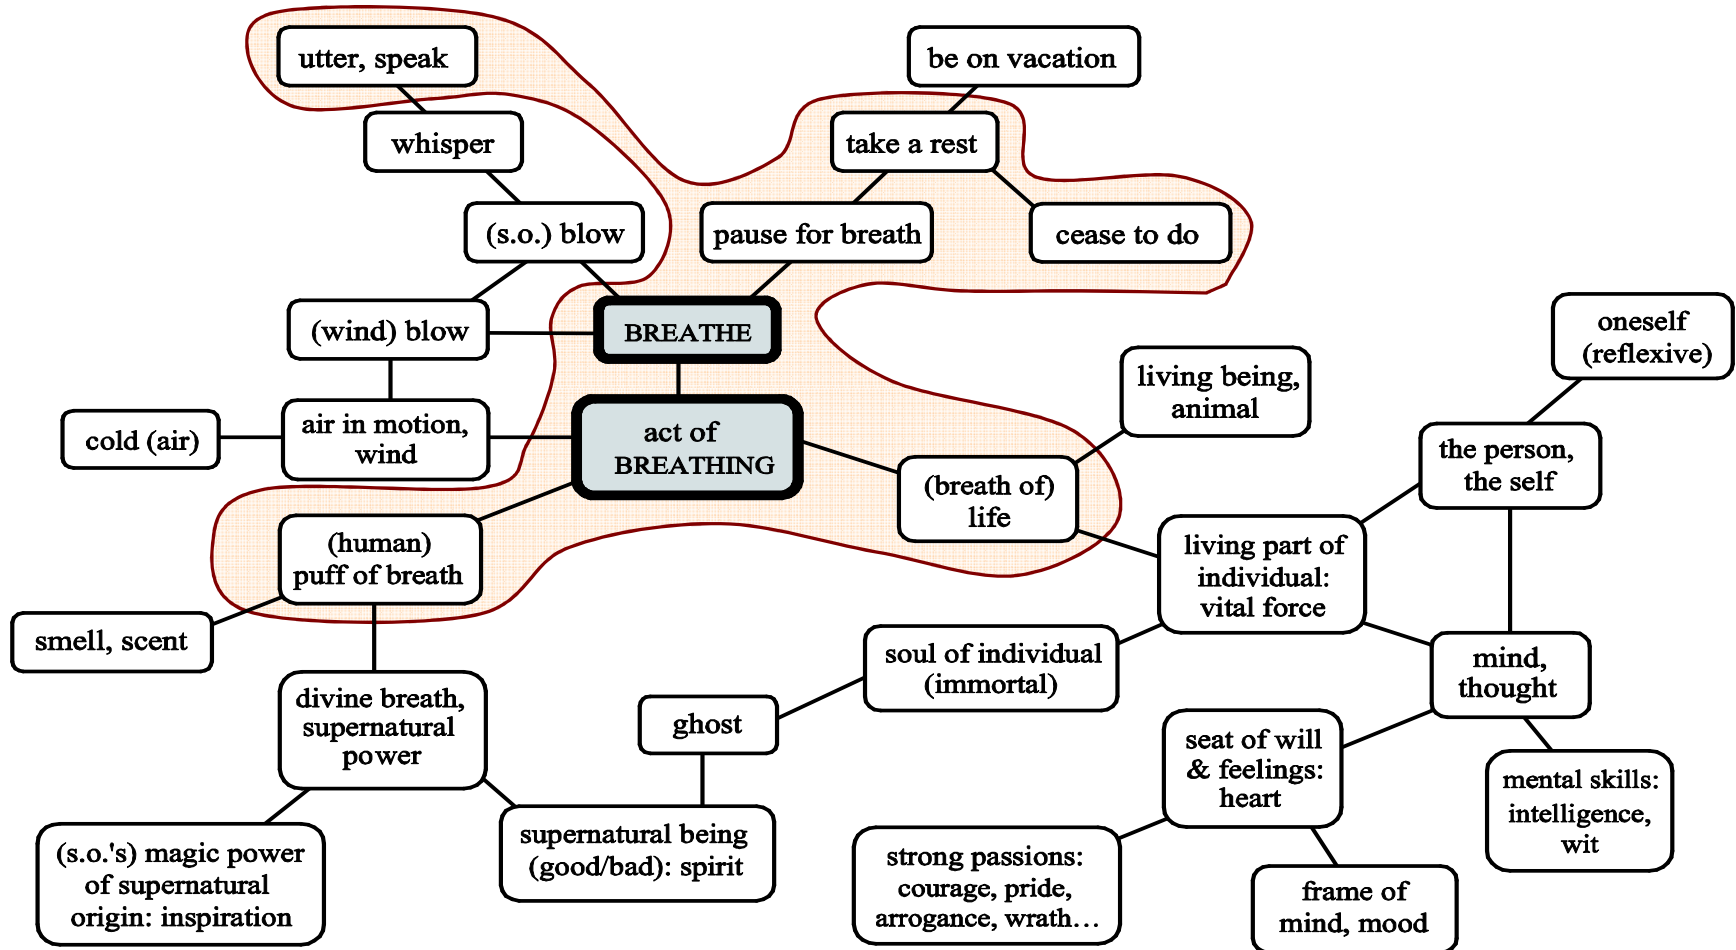 utter, speak
be on vacation
whisper
take a rest
(s.o.) blow
pause for breath
cease to do
(wind) blow
BREATHE
oneself
(reflexive)
living being,
animal
cold (air)
air in motion,
wind
act of
BREATHING
the person,
the self
(breath of)
life
(human)
puff of breath
living part of
individual:
vital force
smell, scent
soul of individual
(immortal)
mind,
thought
divine breath,
supernatural
power
ghost
seat of will
& feelings:
heart
mental skills:
intelligence,
wit
(s.o.'s) magic power
of supernatural
origin: inspiration
supernatural being
(good/bad): spirit
strong passions:
courage, pride,
arrogance, wrath…
frame of
mind, mood